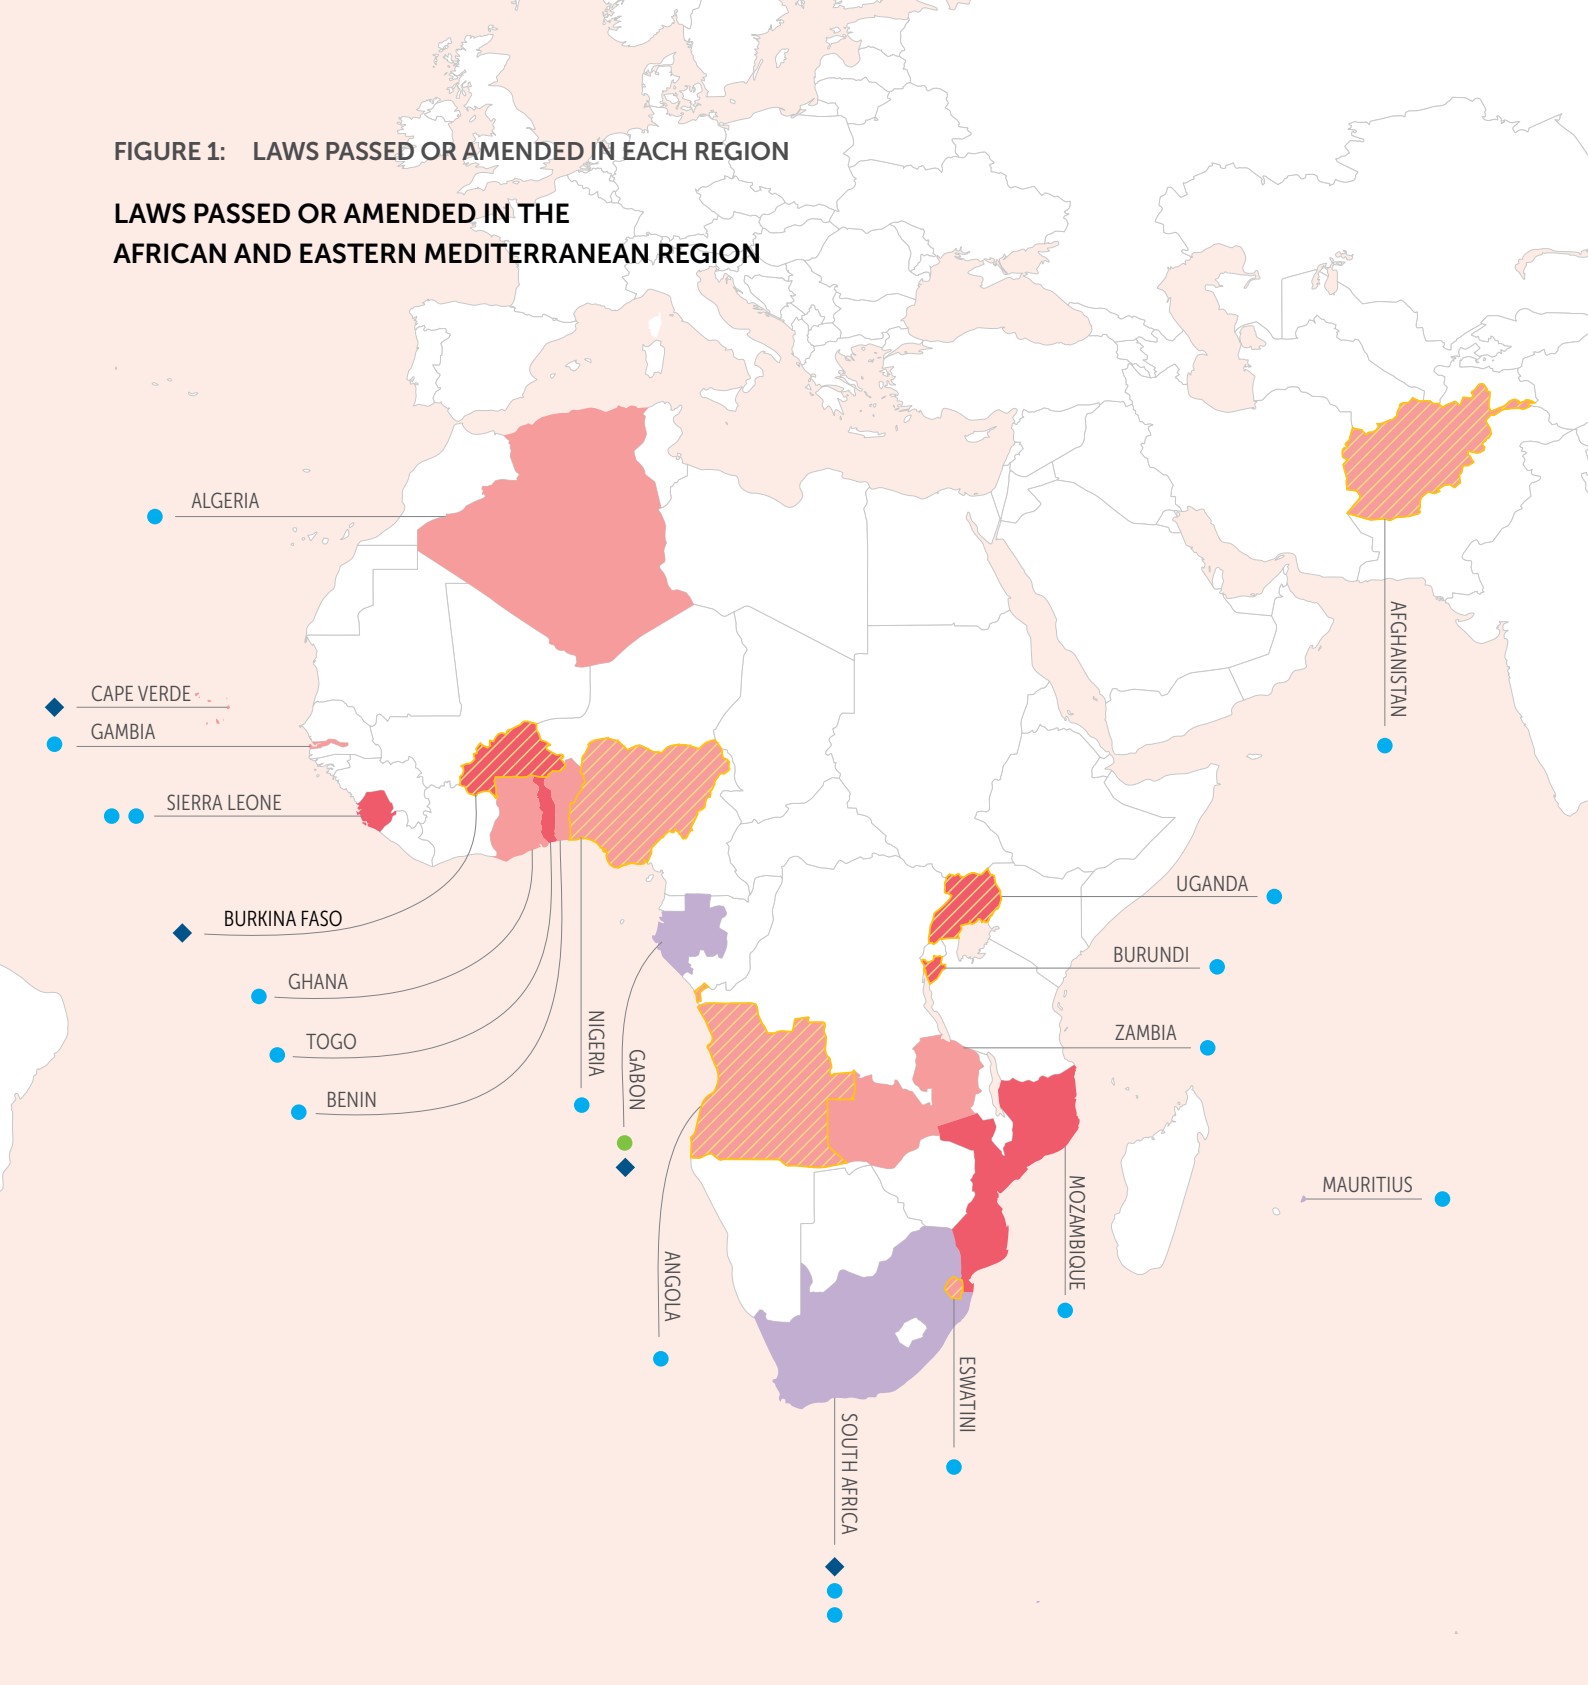 FIGURE 1: LAWS PASSED OR AMENDED IN EACH REGION
LAWS PASSED OR AMENDED IN THE
AFRICAN AND EASTERN MEDITERRANEAN REGION
ALGERIA
AFGHANISTAN
CAPE VERDE
GAMBIA
SIERRA LEONE
UGANDA
BURKINA FASO
BURUNDI
GHANA
ZAMBIA
TOGO
NIGERIA
GABON
BENIN
MAURITIUS
MOZAMBIQUE
ANGOLA
ESWATINI
SOUTH AFRICA